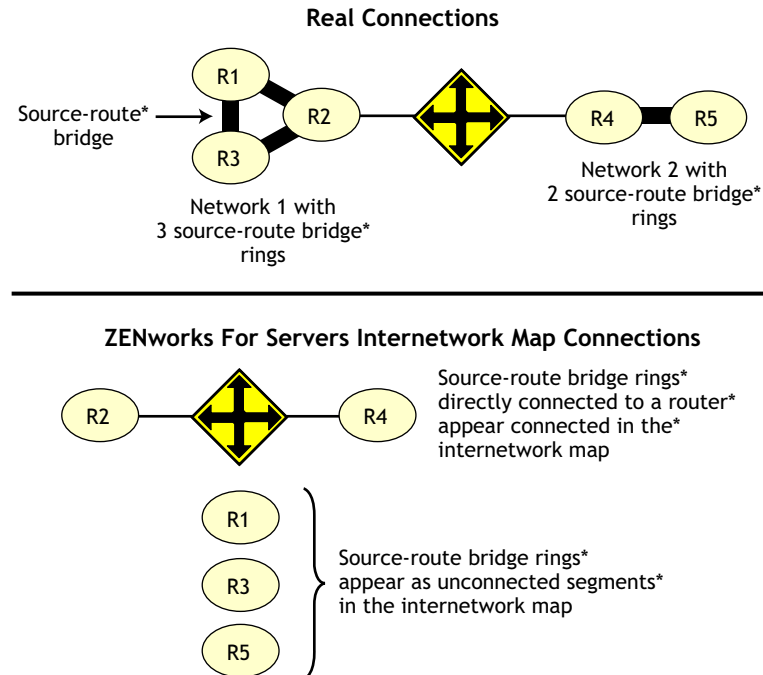 Real Connections
R1
R2
R3
Source-route*
bridge
Network 1 with
3 source-route bridge*
rings
R4
R5
Network 2 with
2 source-route bridge*
rings
ZENworks For Servers Internetwork Map Connections
R2
R4
Source-route bridge rings*
directly connected to a router*
appear connected in the*
internetwork map
R1
R3
R5
Source-route bridge rings*
appear as unconnected segments*
in the internetwork map